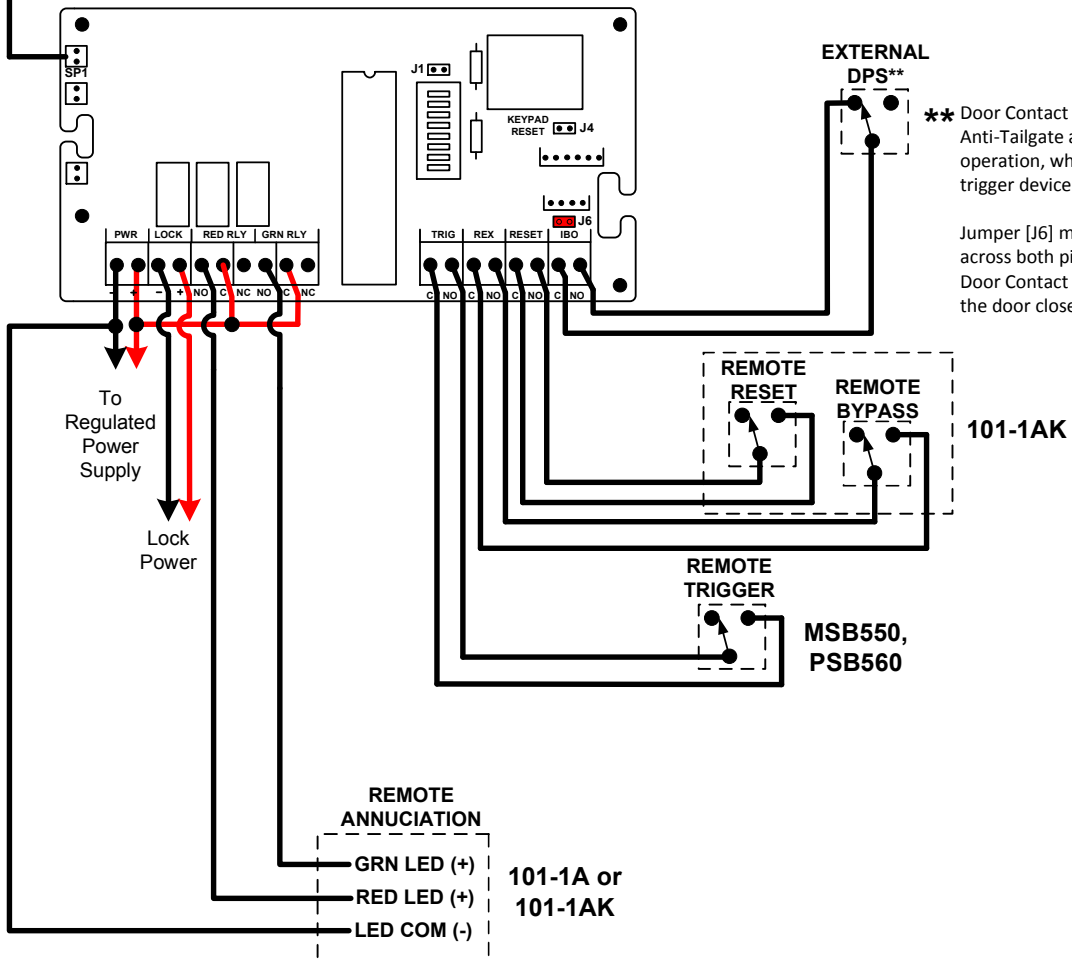 SP1
J1
KEYPAD
RESET
J4
J6
PWR LOCK RED RLY GRN RLY
TRIG REX RESET IBO
− + − + NO C NC NO C NC
C NO C NO C NO C NO
EXTERNAL
DPS**
** Door Contact
Anti-Tailgate
operation,
trigger device
Jumper [J6]
across both
Door Contact
the door
To
Regulated
Power
Supply
Lock
Power
REMOTE
RESET
REMOTE
BYPASS
101-1AK
REMOTE
TRIGGER
MSB550,
PSB560
REMOTE
ANNUCIATION
GRN LED (+)
RED LED (+)
LED COM (-)
101-1A or
101-1AK